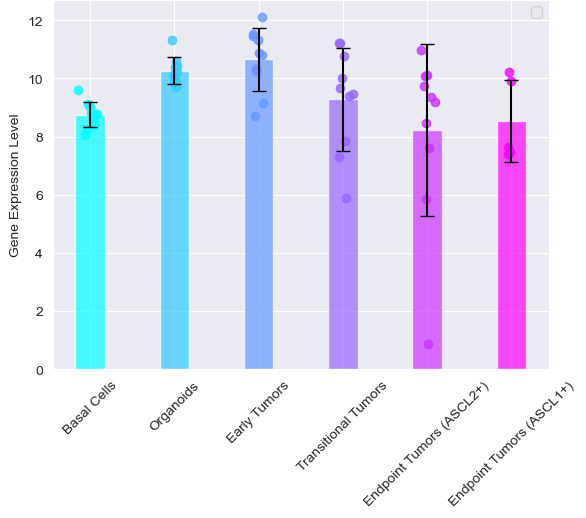 Gene Expression Level
12
10
8
6
4
2
0
Basal Cells
Organoids
Early Tumors
Transitional Tumors
Endpoint Tumors (ASCL2+)
Endpoint Tumors (ASCL1+)